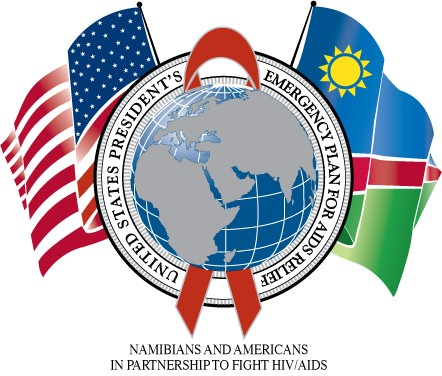 UNITED STATES PRESIDENT'S
EMERGENCY PLAN FOR AIDS RELIEF
NAMIBIANS AND AMERICANS
IN PARTNERSHIP TO FIGHT HIV/AIDS